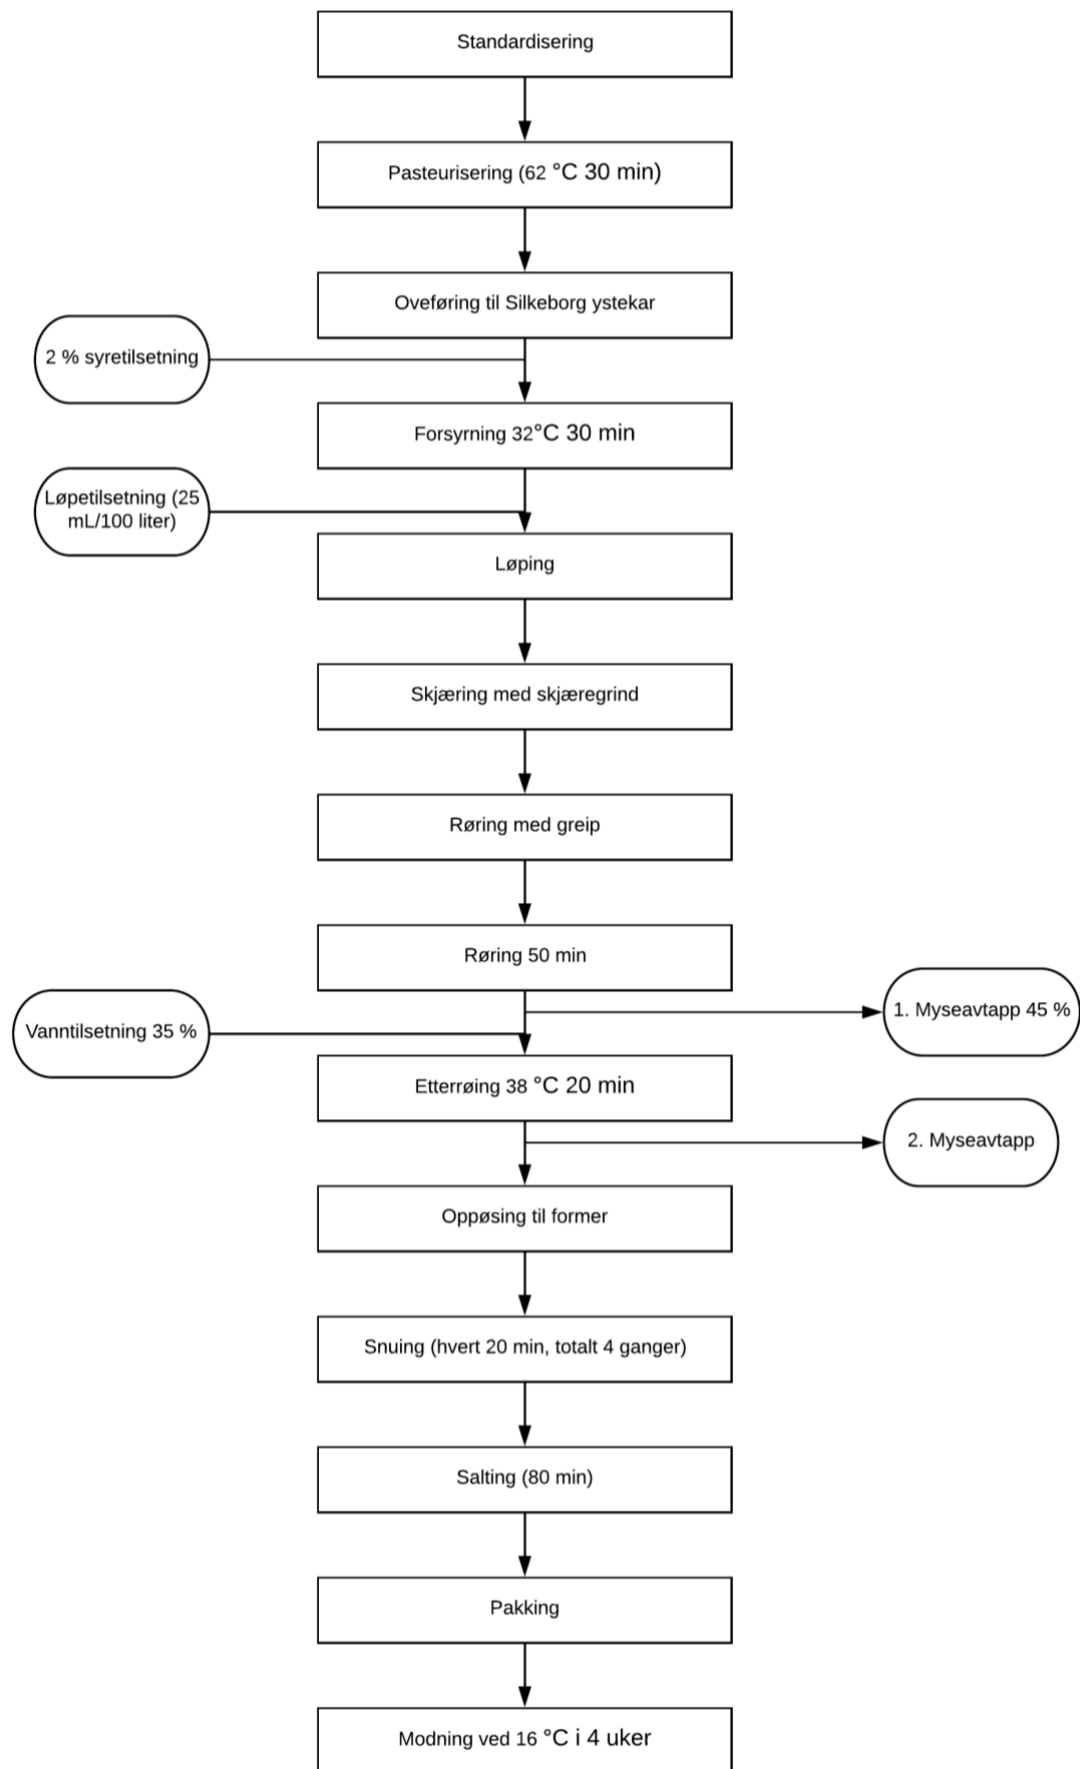 Standardisering
Pasteurisering (62 °C 30 min)
Oveføring til Silkeborg ystekar
2 % syretilsetning
Forsyrning 32°C 30 min
Løpetilsetning (25
mL/100 liter)
Løping
Skjæring med skjæregrind
Røring med greip
Røring 50 min
1. Myseavtapp 45 %
Vanntilsetning 35 %
Etterrøing 38 °C 20 min
2. Myseavtapp
Oppøsing til former
Snuing (hvert 20 min, totalt 4 ganger)
Salting (80 min)
Pakking
Modning ved 16 °C i 4 uker